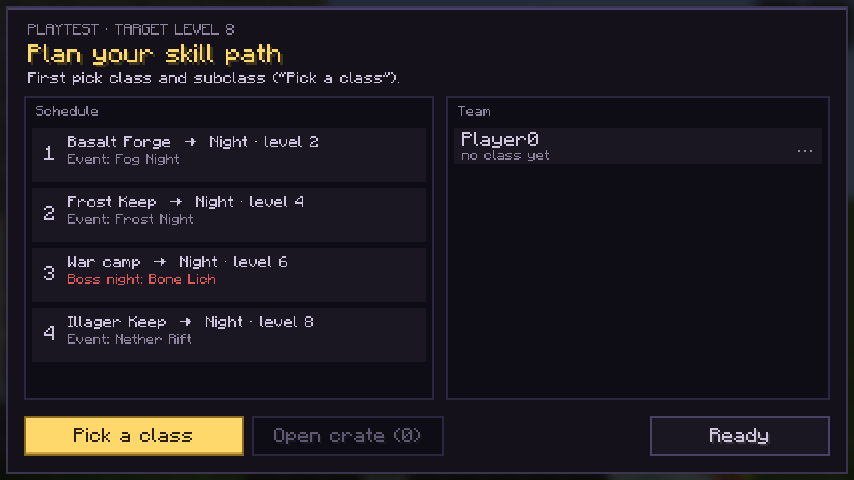 PLAYTEST · TARGET LEVEL 8
Plan your skill path
First pick class and subclass ("Pick a class").
Schedule
1
Basalt Forge → Night · level 2
Event: Fog Night
2
Frost Keep → Night · level 4
Event: Frost Night
3
War camp → Night · level 6
Boss night: Bone Lich
4
Illager Keep → Night · level 8
Event: Nether Rift
Team
Player0
no class yet
...
Pick a class
Open crate (0)
Ready